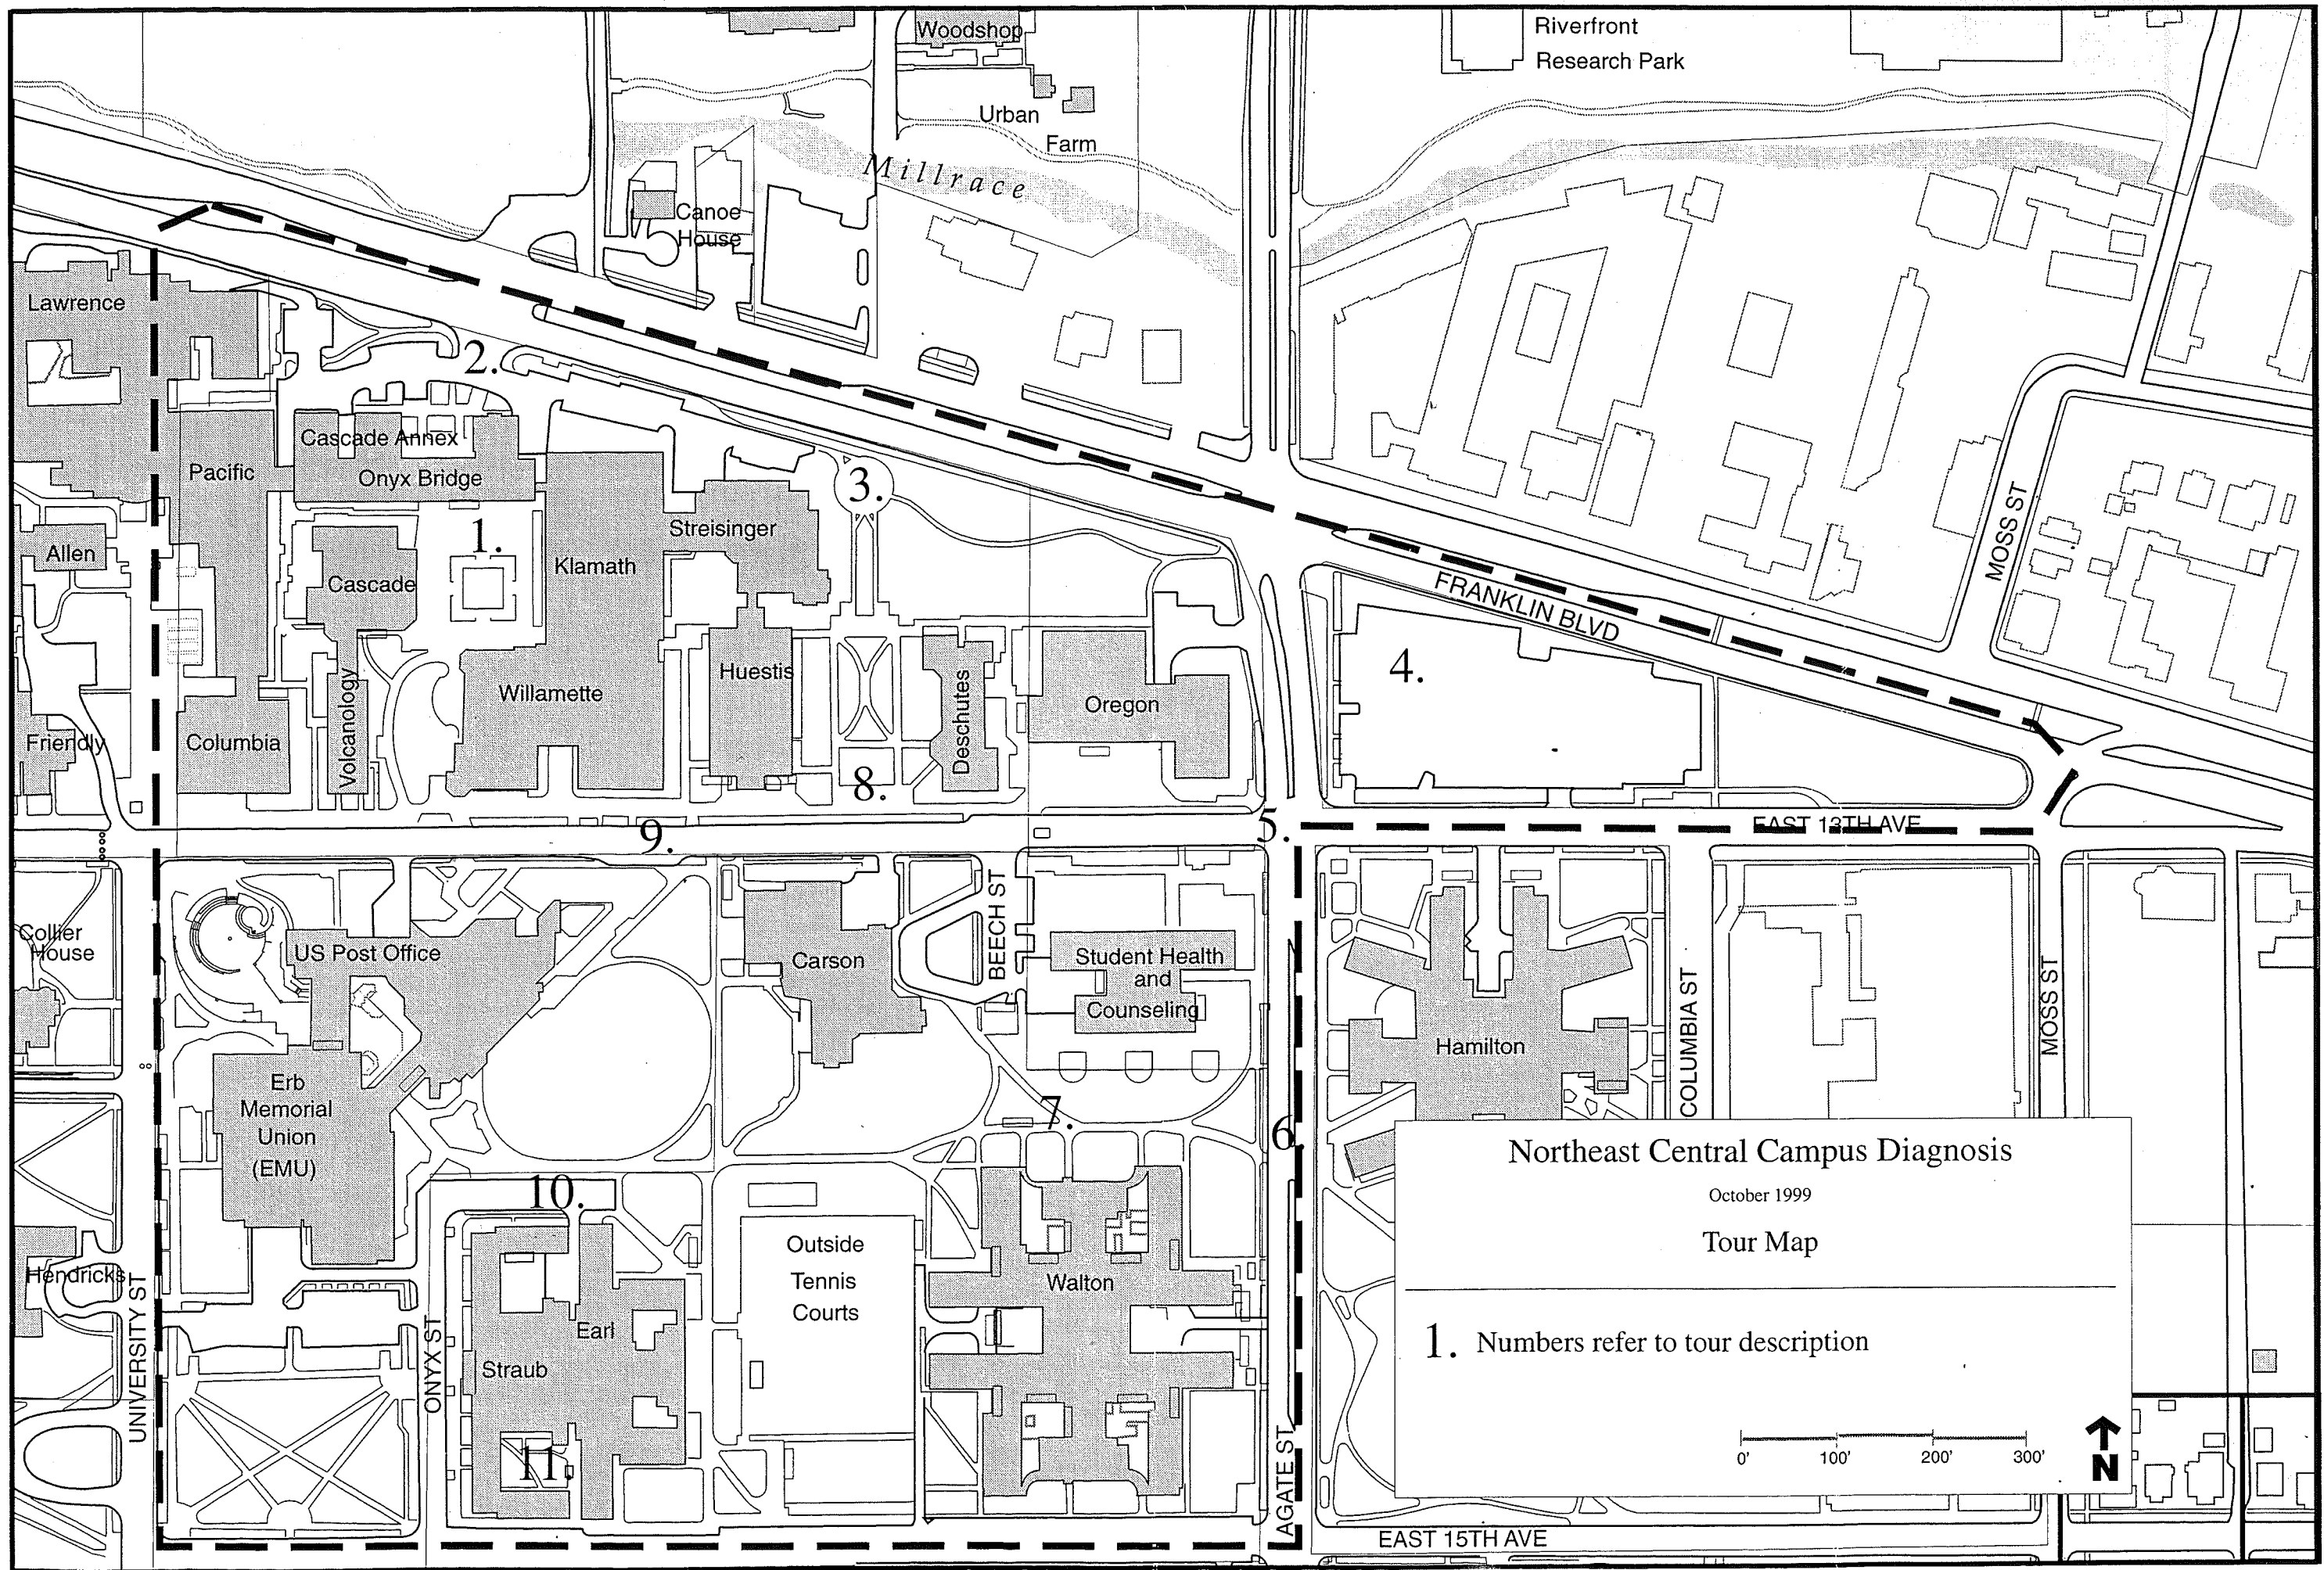 Woodshop
Riverfront
Research Park
Urban
Farm
Millrace
Canoe
House
Lawrence
2.
Cascade Annex
Pacific
Onyx Bridge
3.
Streisinger
1.
Allen
Klamath
Cascade
MOSS ST
FRANKLIN BLVD
4.
Huestis
Willamette
Oregon
Deschutes
Volcanology
Friendly
Columbia
8.
9.
5.
EAST 13TH AVE
Collier
House
US Post Office
Carson
BEECH ST
Student Health
and
Counseling
Hamilton
COLUMBIA ST
MOSS ST
Erb
Memorial
Union
(EMU)
7.
6.
10.
Hendricks
UNIVERSITY ST
ONYX ST
Earl
Straub
11.
Outside
Tennis
Courts
Walton
AGATE ST
EAST 15TH AVE
Northeast Central Campus Diagnosis
October 1999
Tour Map
1. Numbers refer to tour description
0' 100' 200' 300'
N